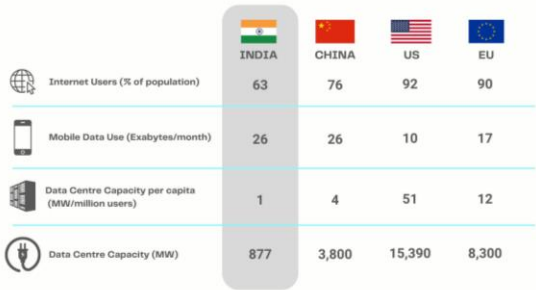 INDIA CHINA US EU
Internet Users (% of population) 63 76 92 90
Mobile Data Use (Exabytes/month) 26 26 10 17
Data Centre Capacity per capita
(MW/million users) 1 4 51 12
Data Centre Capacity (MW) 877 3,800 15,390 8,300